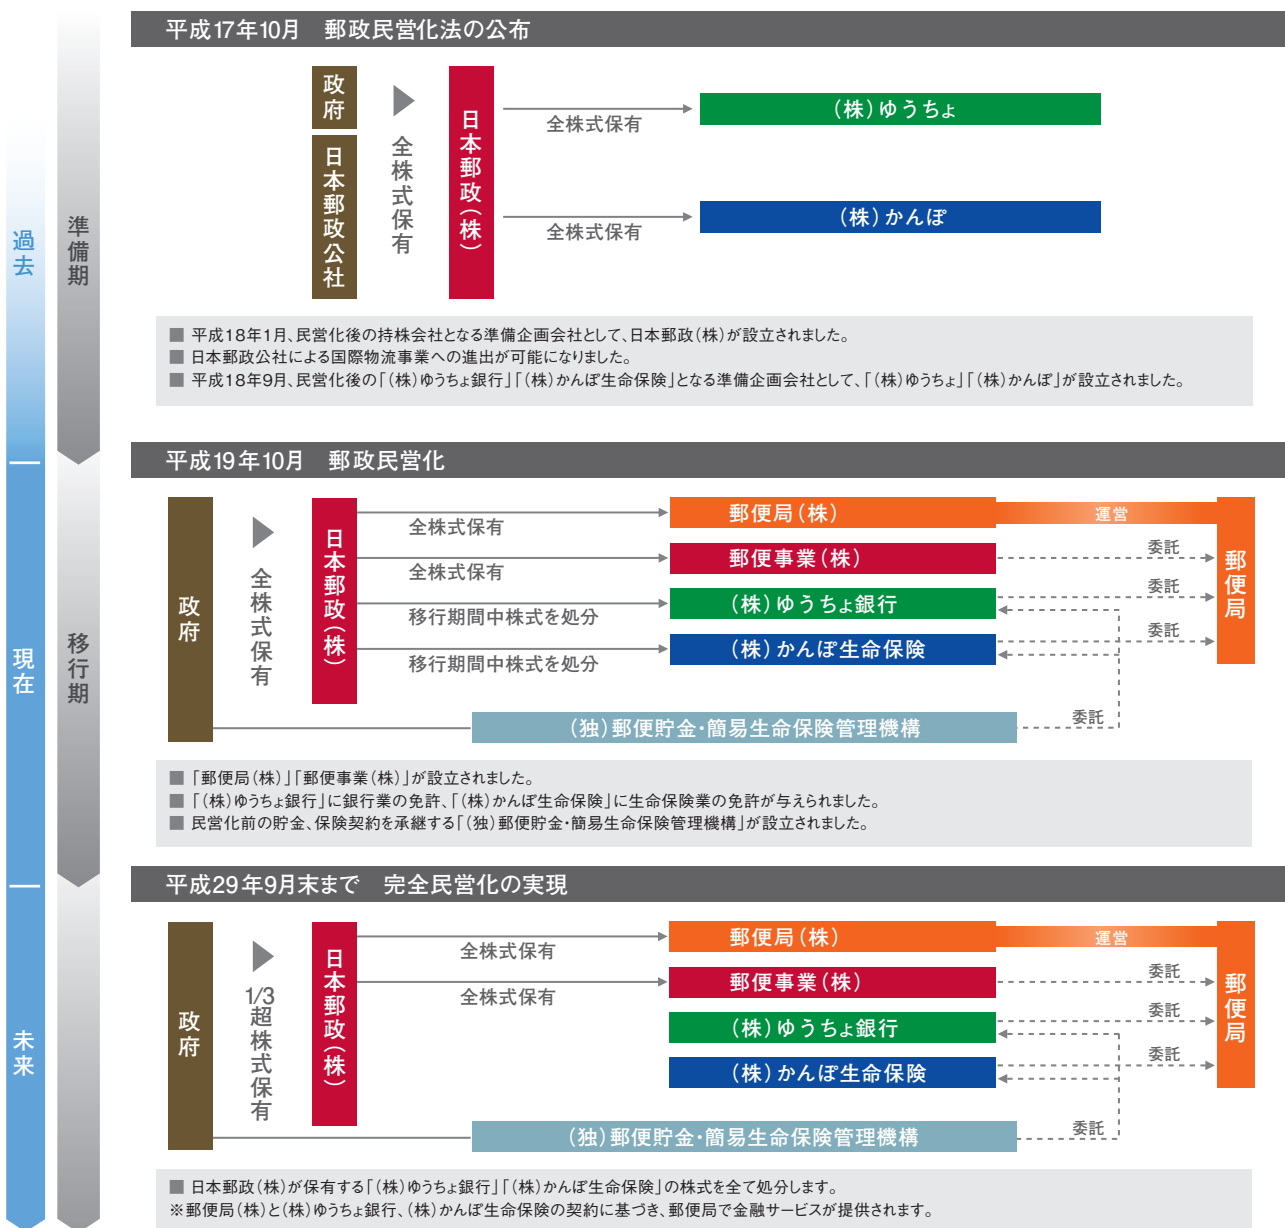 過去
現在
未来
準備期
移行期
平成17年10月　郵政民営化法の公布
政府
日本郵政公社
全株式保有
日本郵政（株）
全株式保有
（株）ゆうちょ
全株式保有
（株）かんぽ
■ 平成18年1月、民営化後の持株会社となる準備企画会社として、日本郵政（株）が設立されました。
■ 日本郵政公社による国際物流事業への進出が可能になりました。
■ 平成18年9月、民営化後の「（株）ゆうちょ銀行」「（株）かんぽ生命保険」となる準備企画会社として、「（株）ゆうちょ」「（株）かんぽ」が設立されました。
平成19年10月　郵政民営化
政府
全株式保有
日本郵政（株）
全株式保有
郵便局（株）
運営
全株式保有
郵便事業（株）
委託
移行期間中株式を処分
（株）ゆうちょ銀行
委託
移行期間中株式を処分
（株）かんぽ生命保険
委託
郵便局
（独）郵便貯金・簡易生命保険管理機構
委託
■ 「郵便局（株）」「郵便事業（株）」が設立されました。
■ 「（株）ゆうちょ銀行」に銀行業の免許、「（株）かんぽ生命保険」に生命保険業の免許が与えられました。
■ 民営化前の貯金、保険契約を承継する「（独）郵便貯金・簡易生命保険管理機構」が設立されました。
平成29年9月末まで　完全民営化の実現
政府
1/3超株式保有
日本郵政（株）
全株式保有
郵便局（株）
運営
全株式保有
郵便事業（株）
委託
（株）ゆうちょ銀行
委託
（株）かんぽ生命保険
委託
郵便局
（独）郵便貯金・簡易生命保険管理機構
委託
■ 日本郵政（株）が保有する「（株）ゆうちょ銀行」「（株）かんぽ生命保険」の株式を全て処分します。
※郵便局（株）と（株）ゆうちょ銀行、（株）かんぽ生命保険の契約に基づき、郵便局で金融サービスが提供されます。